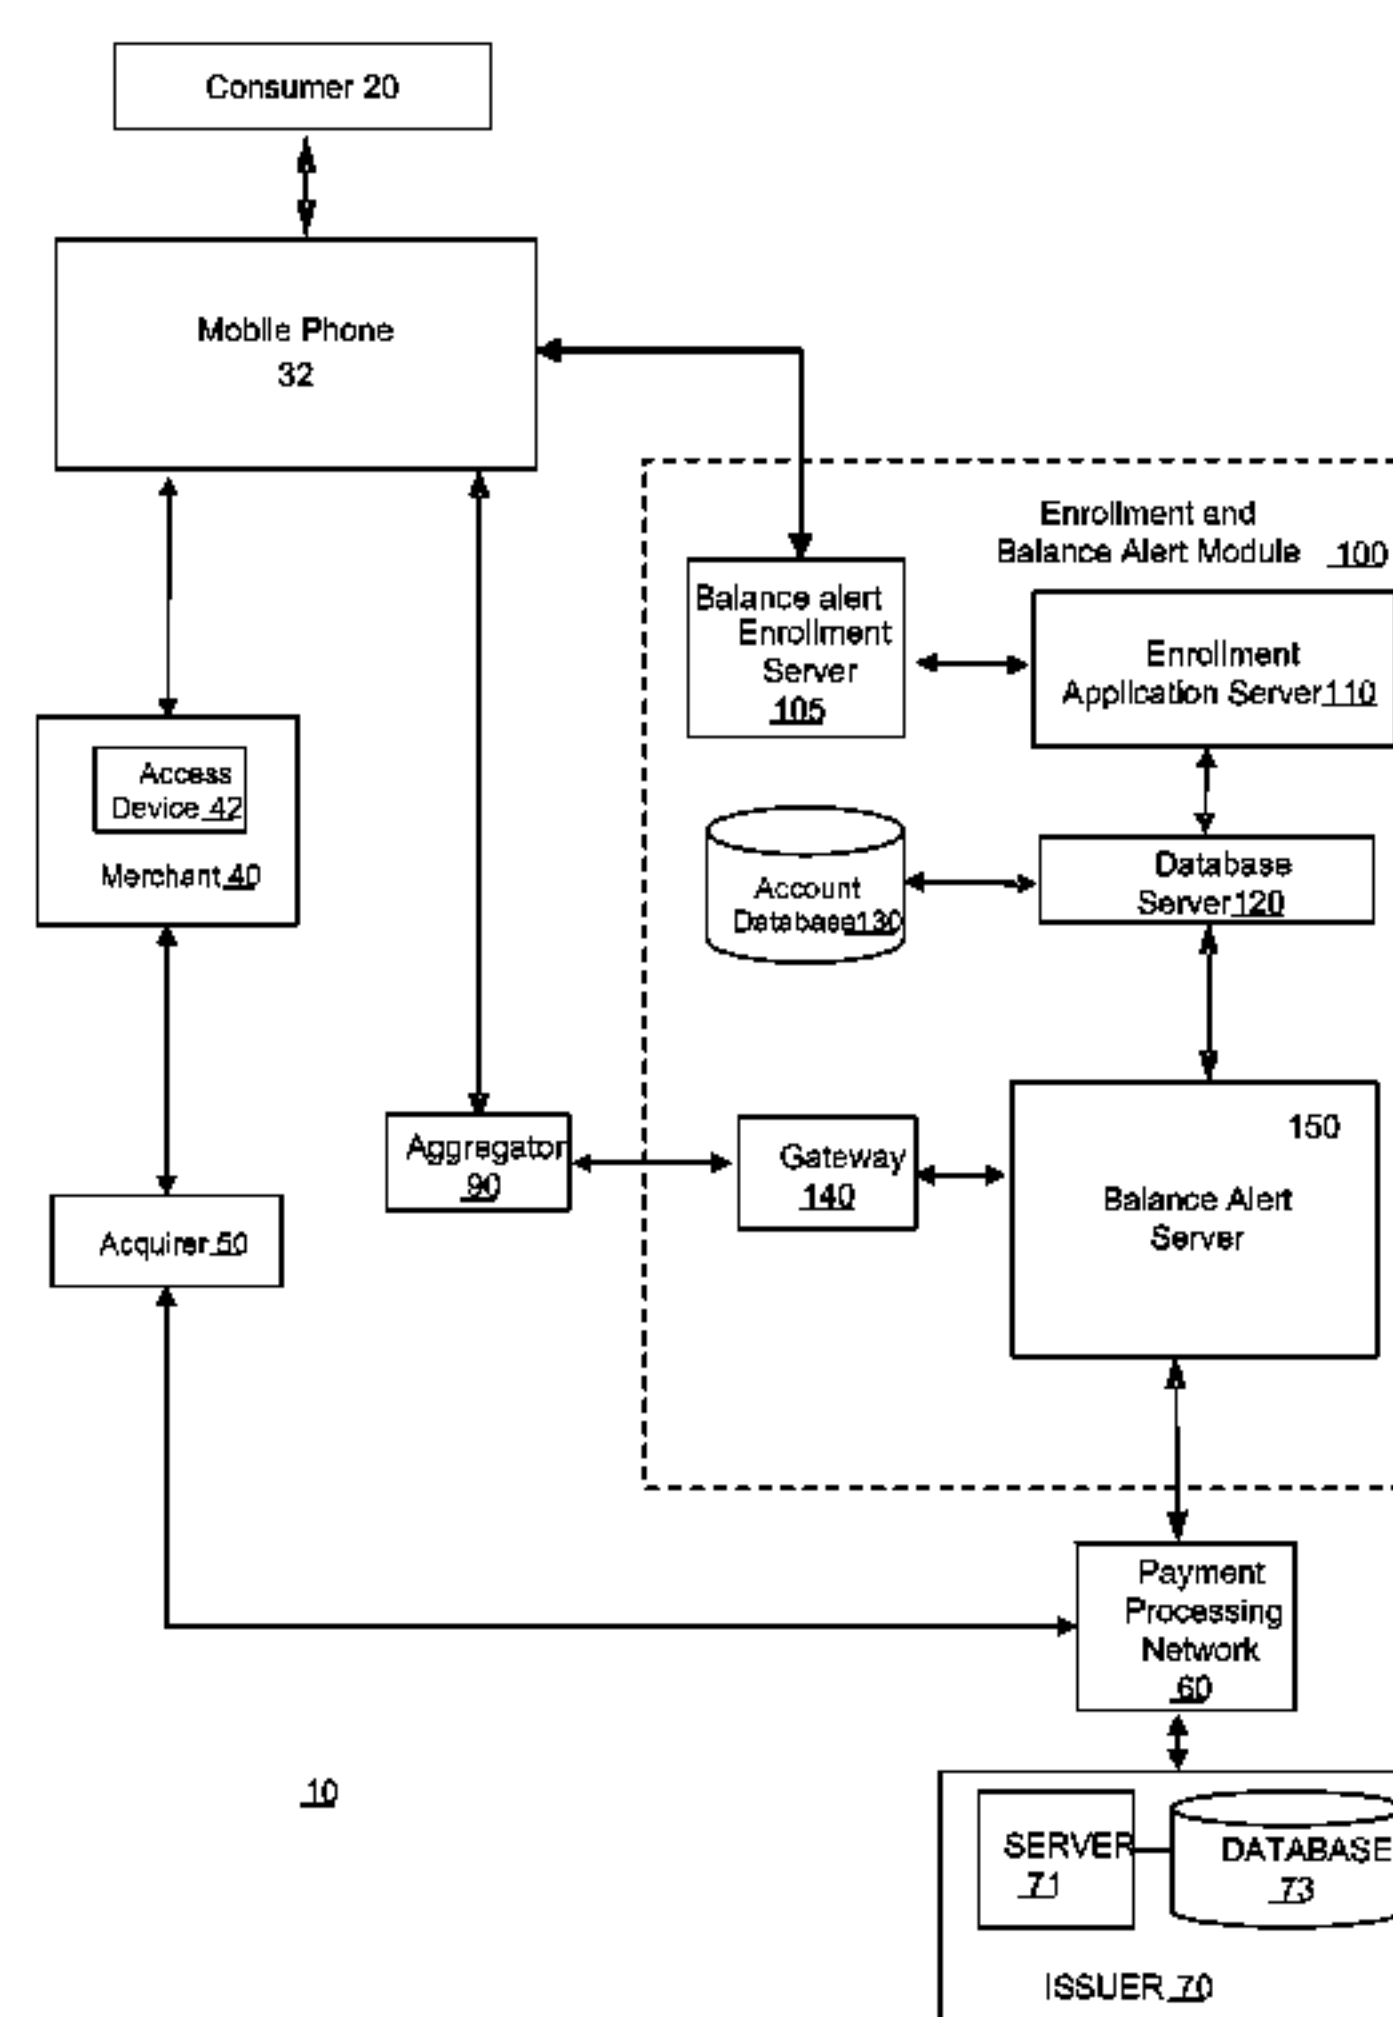 Consumer 20
Mobile Phone
32
Enrollment and
Balance Alert Module 100
Balance alert
Enrollment
Server
105
Enrollment
Application Server 110
Access
Device 42
Merchant 40
Account
Database 130
Database
Server 120
Aggregator
90
Gateway
140
150
Balance Alert
Server
Acquirer 50
Payment
Processing
Network
60
10
SERVER
71
DATABASE
73
ISSUER 70